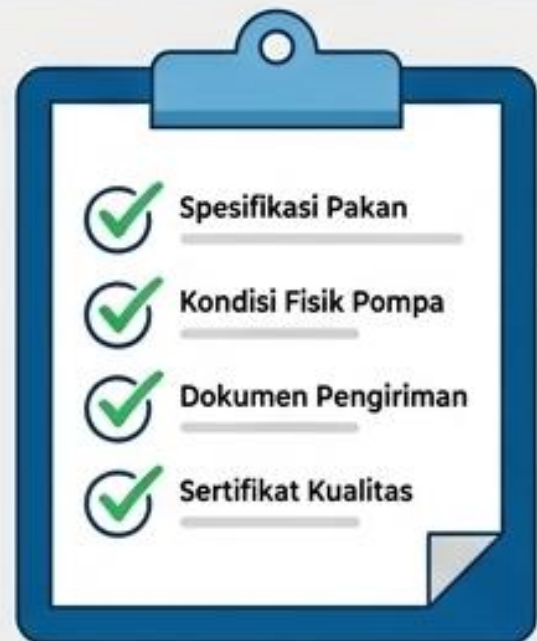 Spesifikasi Pakan
Kondisi Fisik Pompa
Dokumen Pengiriman
Sertifikat Kualitas